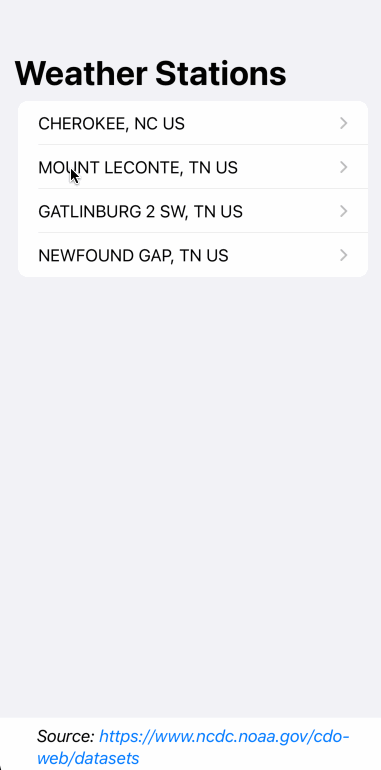 Weather Stations
CHEROKEE, NC US
MOUNT LECONTE, TN US
GATLINBURG 2 SW, TN US
NEWFOUND GAP, TN US
Source: https://www.ncdc.noaa.gov/cdo-
web/datasets